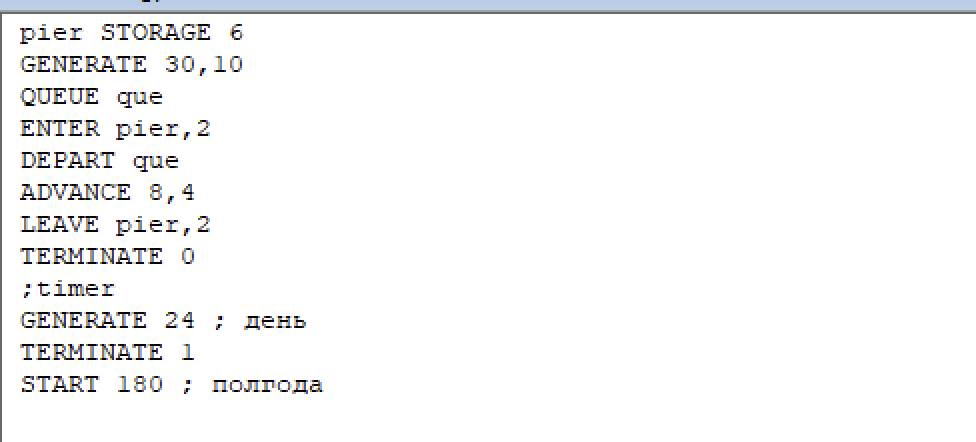 pier STORAGE 6
GENERATE 30,10
QUEUE que
ENTER pier,2
DEPART que
ADVANCE 8,4
LEAVE pier,2
TERMINATE 0
;timer
GENERATE 24 ; день
TERMINATE 1
START 180 ; полгода